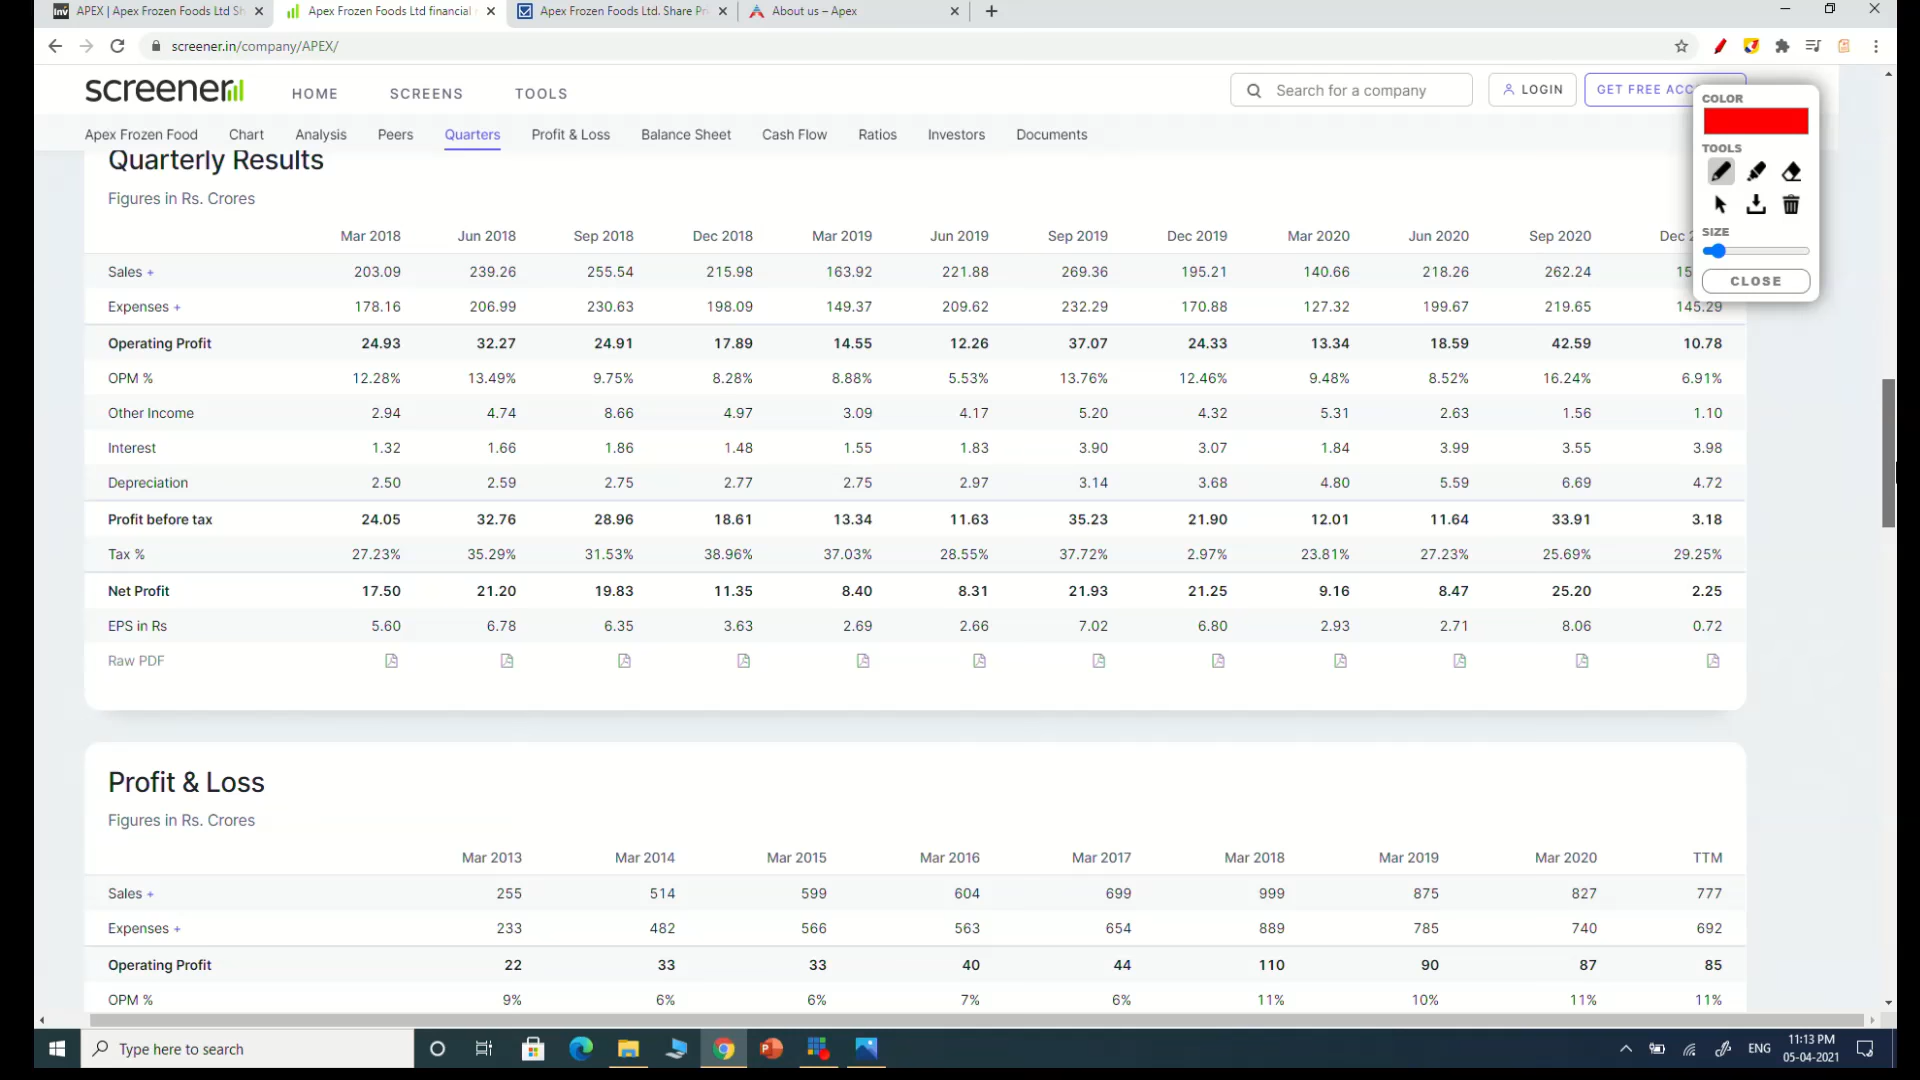 APEX | Apex Frozen Foods Ltd Sh
Apex Frozen Foods Ltd financial
Apex Frozen Foods Ltd. Share Pri
About us – Apex
screener.in/company/APEX/
screener
HOME
SCREENS
TOOLS
Search for a company
LOGIN
GET FREE ACC
COLOR
TOOLS
SIZE
CLOSE
Apex Frozen Food Chart Analysis Peers Quarters Profit & Loss Balance Sheet Cash Flow Ratios Investors Documents
Quarterly Results
Figures in Rs. Crores
Mar 2018 Jun 2018 Sep 2018 Dec 2018 Mar 2019 Jun 2019 Sep 2019 Dec 2019 Mar 2020 Jun 2020 Sep 2020 Dec 2
Sales + 203.09 239.26 255.54 215.98 163.92 221.88 269.36 195.21 140.66 218.26 262.24 15
Expenses + 178.16 206.99 230.63 198.09 149.37 209.62 232.29 170.88 127.32 199.67 219.65 145.29
Operating Profit 24.93 32.27 24.91 17.89 14.55 12.26 37.07 24.33 13.34 18.59 42.59 10.78
OPM % 12.28% 13.49% 9.75% 8.28% 8.88% 5.53% 13.76% 12.46% 9.48% 8.52% 16.24% 6.91%
Other Income 2.94 4.74 8.66 4.97 3.09 4.17 5.20 4.32 5.31 2.63 1.56 1.10
Interest 1.32 1.66 1.86 1.48 1.55 1.83 3.90 3.07 1.84 3.99 3.55 3.98
Depreciation 2.50 2.59 2.75 2.77 2.75 2.97 3.14 3.68 4.80 5.59 6.69 4.72
Profit before tax 24.05 32.76 28.96 18.61 13.34 11.63 35.23 21.90 12.01 11.64 33.91 3.18
Tax % 27.23% 35.29% 31.53% 38.96% 37.03% 28.55% 37.72% 2.97% 23.81% 27.23% 25.69% 29.25%
Net Profit 17.50 21.20 19.83 11.35 8.40 8.31 21.93 21.25 9.16 8.47 25.20 2.25
EPS in Rs 5.60 6.78 6.35 3.63 2.69 2.66 7.02 6.80 2.93 2.71 8.06 0.72
Raw PDF
Profit & Loss
Figures in Rs. Crores
Mar 2013 Mar 2014 Mar 2015 Mar 2016 Mar 2017 Mar 2018 Mar 2019 Mar 2020 TTM
Sales + 255 514 599 604 699 999 875 827 777
Expenses + 233 482 566 563 654 889 785 740 692
Operating Profit 22 33 33 40 44 110 90 87 85
OPM % 9% 6% 6% 7% 6% 11% 10% 11% 11%
Type here to search
ENG
11:13 PM
05-04-2021